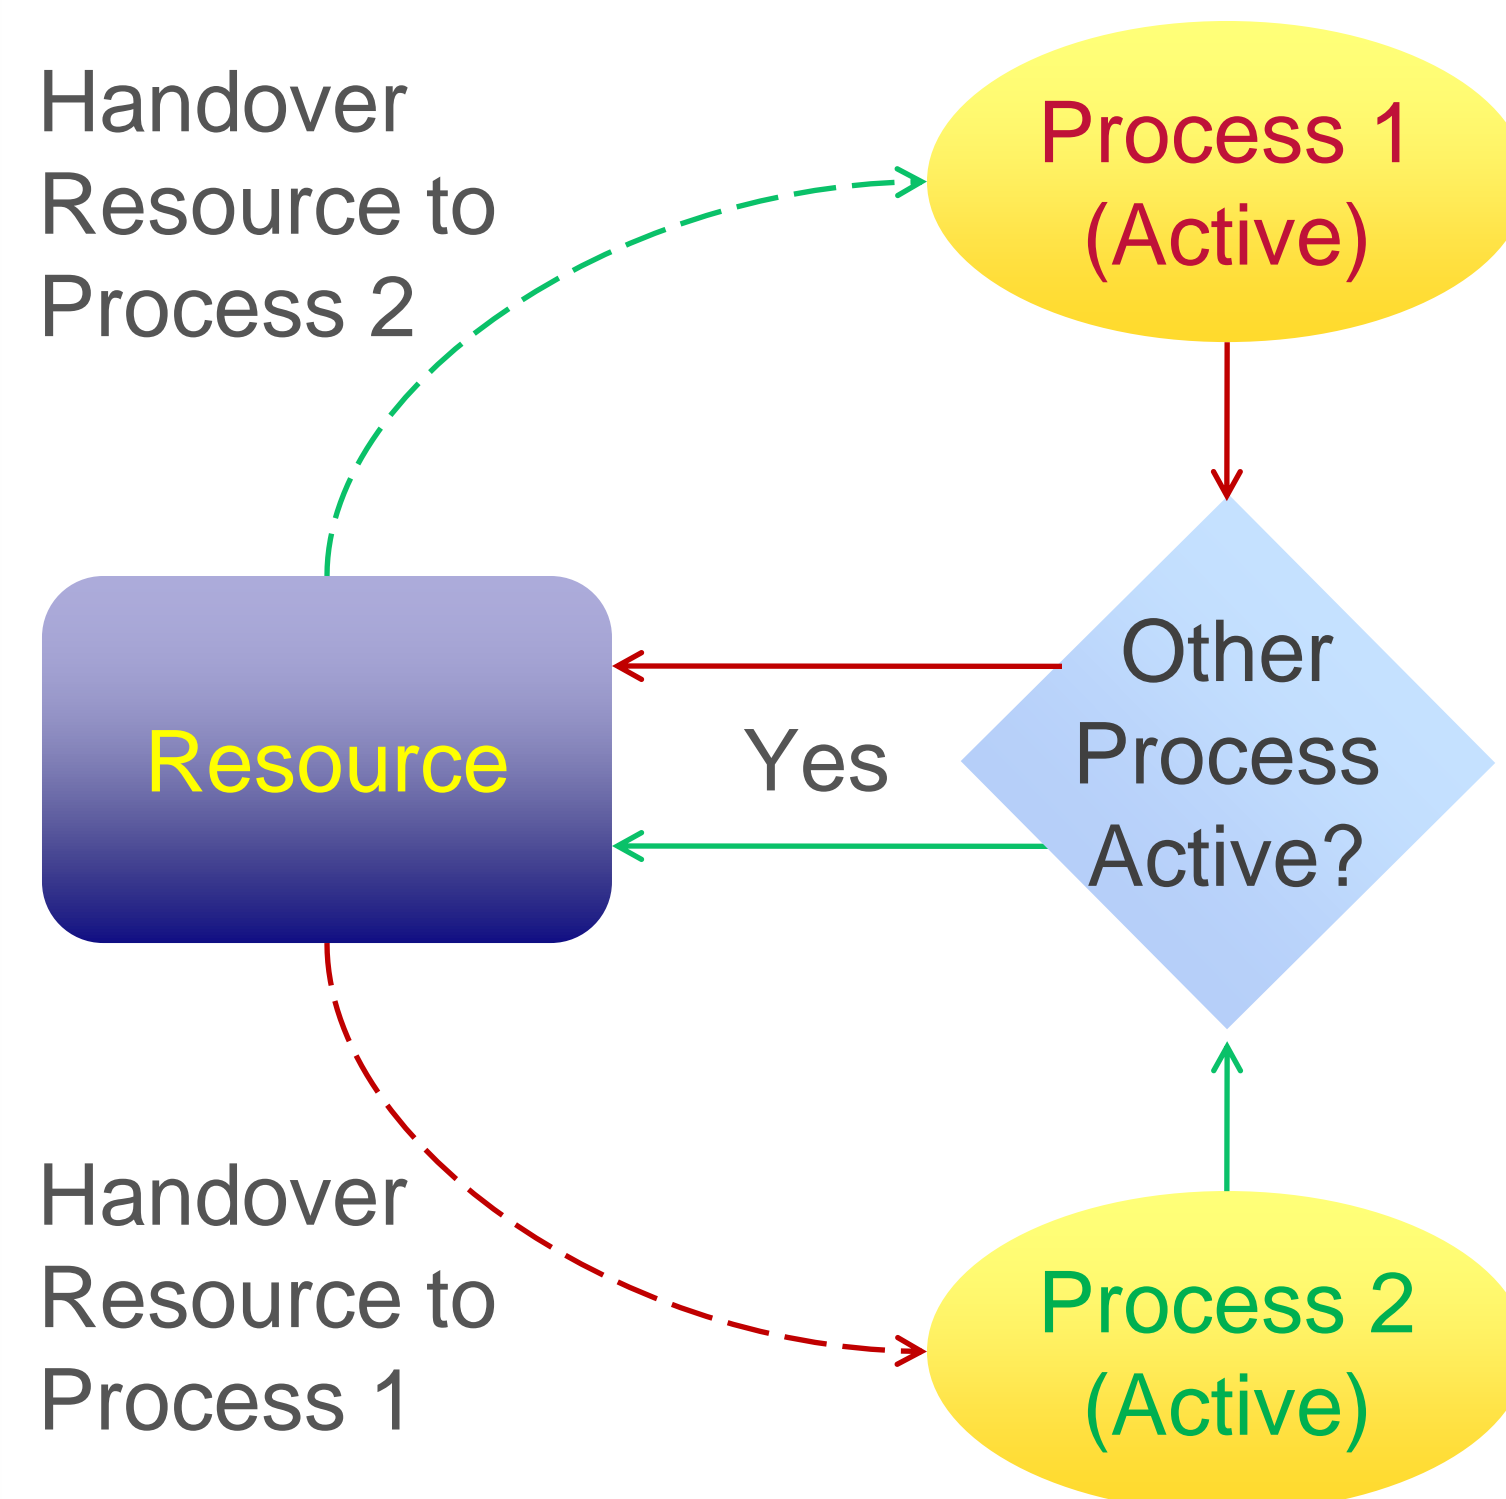 Handover
Resource to
Process 2
Process 1
(Active)
Other
Process
Active?
Yes
Resource
Handover
Resource to
Process 1
Process 2
(Active)